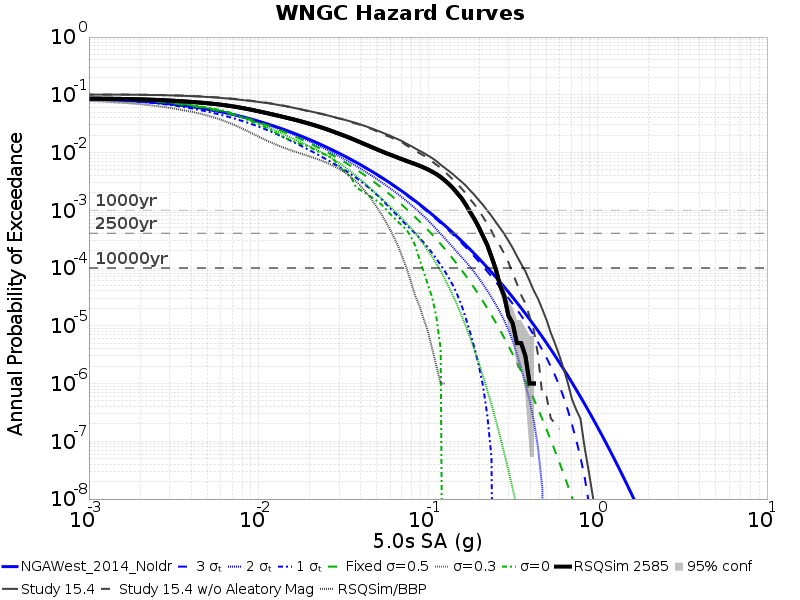 WNGC Hazard Curves
10^0
10^-1
10^-2
1000yr
10^-3
2500yr
10000yr
10^-4
10^-5
10^-6
10^-7
10^-8
Annual Probability of Exceedance
10^-3 10^-2 10^-1 10^0 10^1
5.0s SA (g)
NGAWest_2014_NoIdr 3 σₜ 2 σₜ 1 σₜ Fixed σ=0.5 σ=0.3 σ=0 RSQSim 2585 95% conf
Study 15.4 Study 15.4 w/o Aleatory Mag RSQSim/BBP